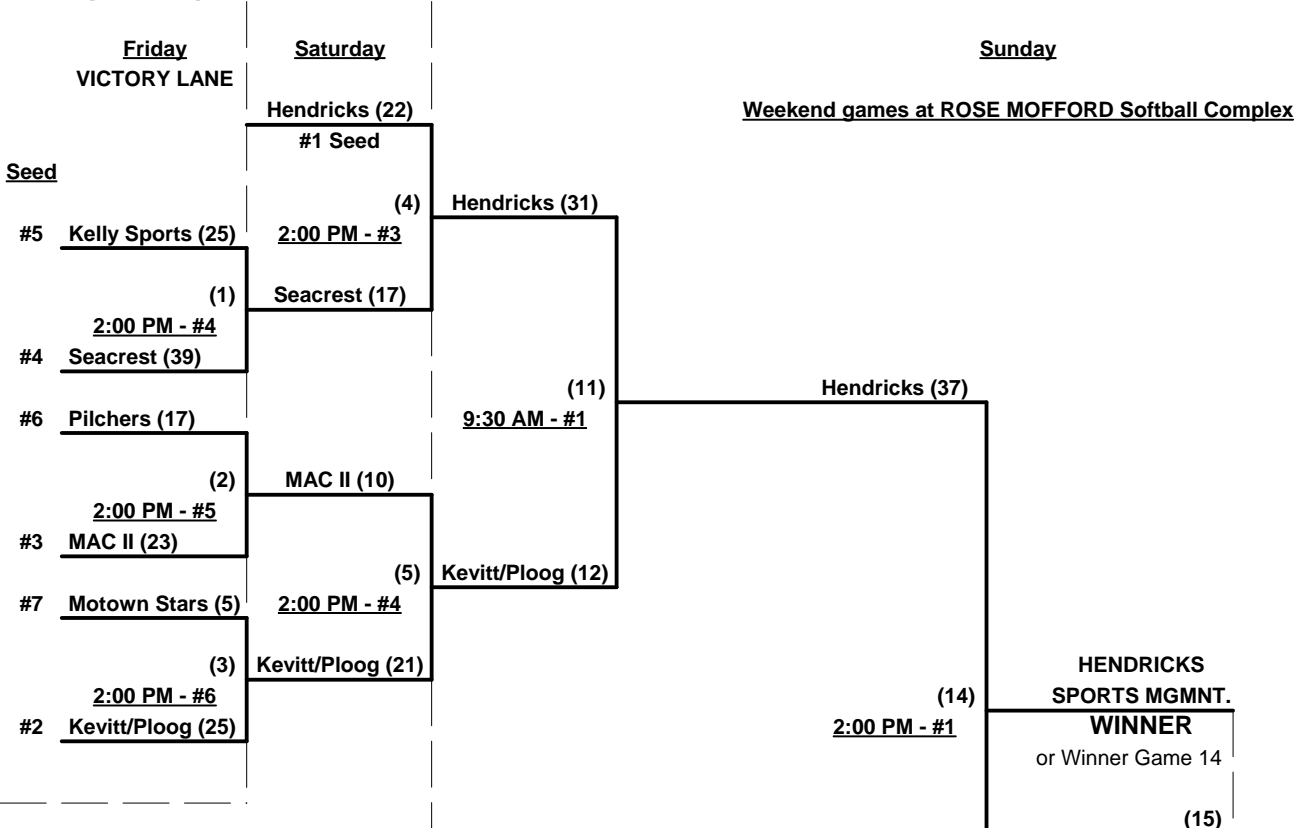 Friday
Saturday
Sunday
VICTORY LANE
Hendricks (22)
Weekend games at ROSE MOFFORD Softball Complex
#1 Seed
Seed
(4)
Hendricks (31)
#5 Kelly Sports (25)
2:00 PM - #3
(1)
Seacrest (17)
2:00 PM - #4
#4 Seacrest (39)
(11)
Hendricks (37)
#6 Pilchers (17)
9:30 AM - #1
(2)
MAC II (10)
2:00 PM - #5
#3 MAC II (23)
(5)
Kevitt/Ploog (12)
#7 Motown Stars (5)
2:00 PM - #4
(3)
Kevitt/Ploog (21)
HENDRICKS
2:00 PM - #6
(14)
SPORTS MGMNT.
#2 Kevitt/Ploog (25)
2:00 PM - #1
WINNER
or Winner Game 14
(15)